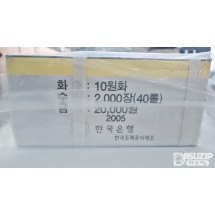 화 : 10원화
수 : 2,000장(40롤)
: 20,000원
2005
한국은행
한국조폐공사제조
ASUZIP